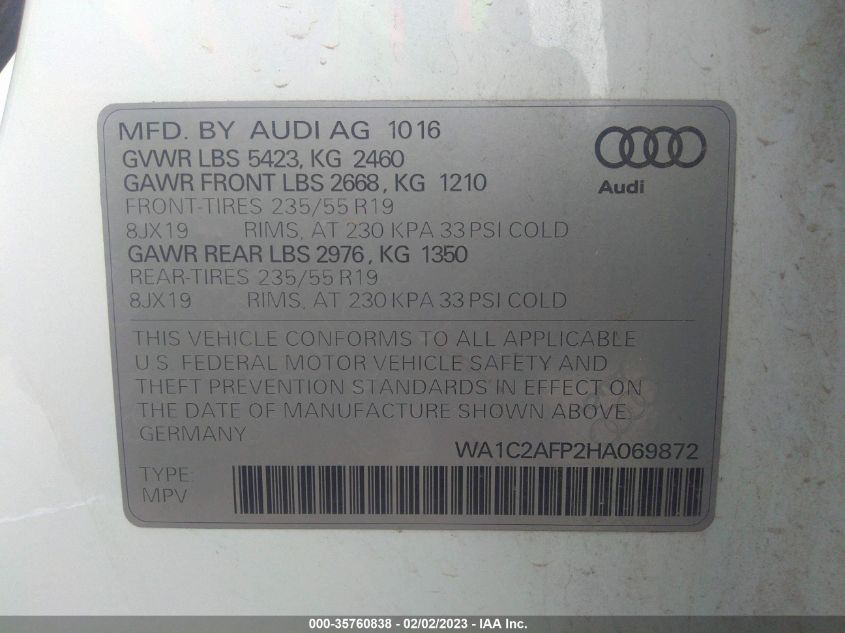 MFD. BY AUDI AG 1016
GVWR LBS 5423, KG 2460
GAWR FRONT LBS 2668, KG 1210
FRONT-TIRES 235/55 R19
8JX19 RIMS, AT 230 KPA 33 PSI COLD
GAWR REAR LBS 2976, KG 1350
REAR-TIRES 235/55 R19
8JX19 RIMS, AT 230 KPA 33 PSI COLD
Audi
THIS VEHICLE CONFORMS TO ALL APPLICABLE
U.S. FEDERAL MOTOR VEHICLE SAFETY AND
THEFT PREVENTION STANDARDS IN EFFECT ON
THE DATE OF MANUFACTURE SHOWN ABOVE.
GERMANY
WA1C2AFP2HA069872
TYPE:
MPV
000-35760838 - 02/02/2023 - IAA Inc.